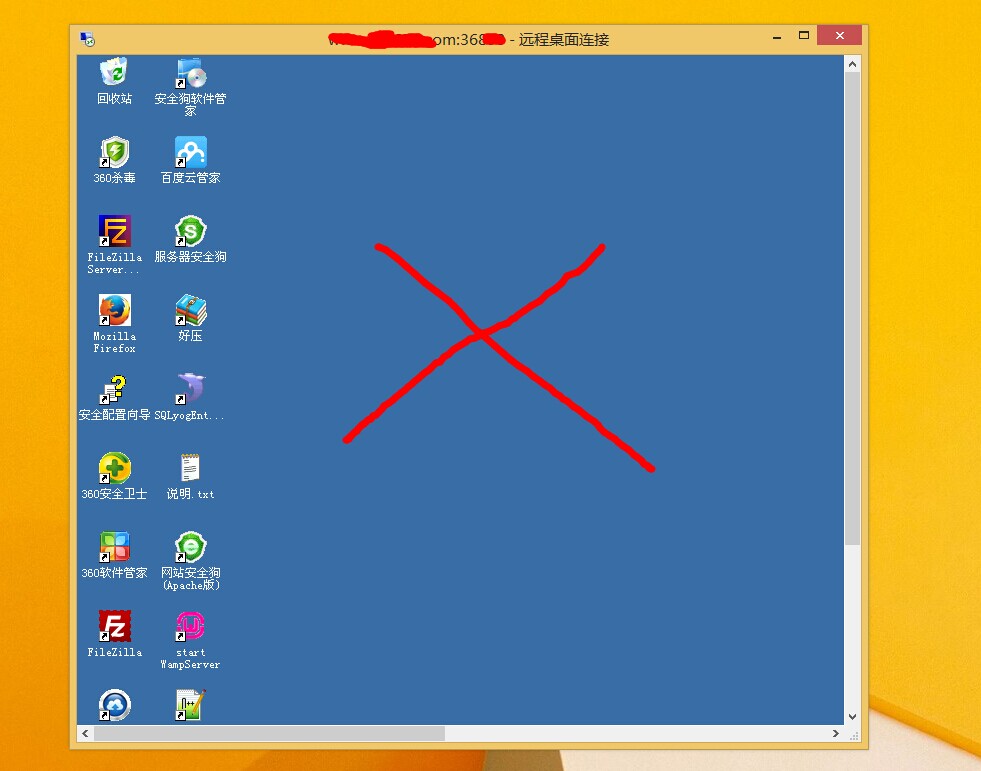 om:36 - 远程桌面连接
回收站
安全狗软件管
家
360杀毒
百度云管家
FileZilla
Server...
服务器安全狗
Mozilla
Firefox
好压
安全配置向导
SQLyogEnt...
360安全卫士
说明.txt
360软件管家
网站安全狗
(Apache版)
FileZilla
start
WampServer